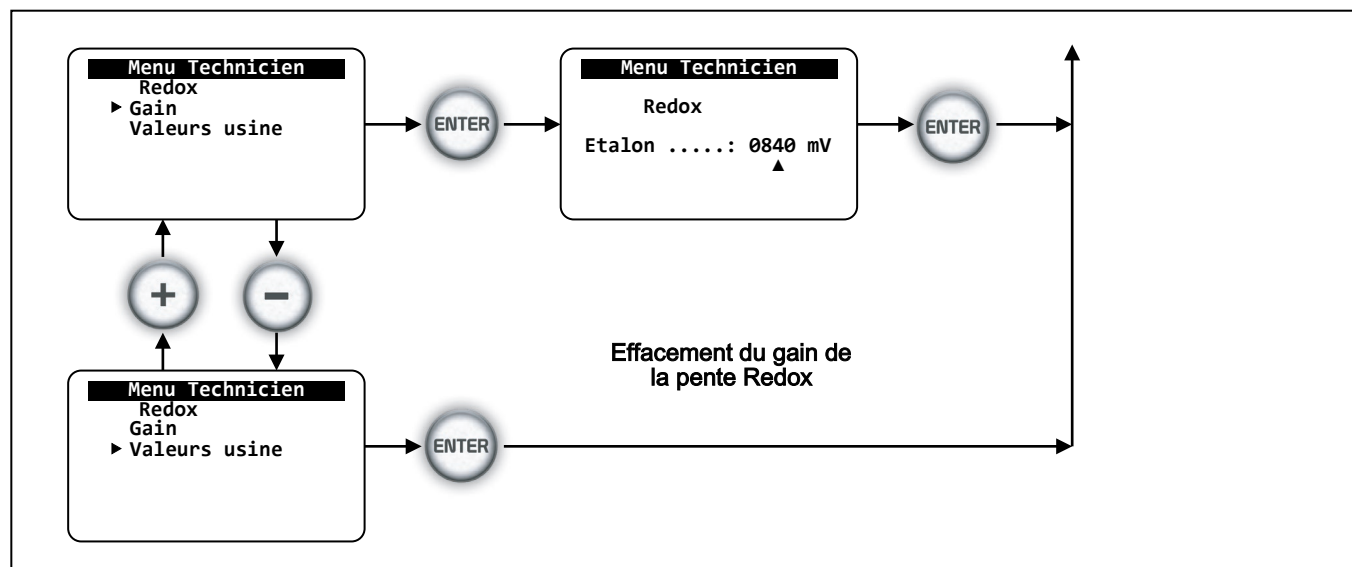 Menu Technicien
Redox
▶ Gain
Valeurs usine
ENTER
Menu Technicien
Redox
Etalon .....: 0840 mV
▲
ENTER
+
-
Effacement du gain de
la pente Redox
Menu Technicien
Redox
Gain
▶ Valeurs usine
ENTER